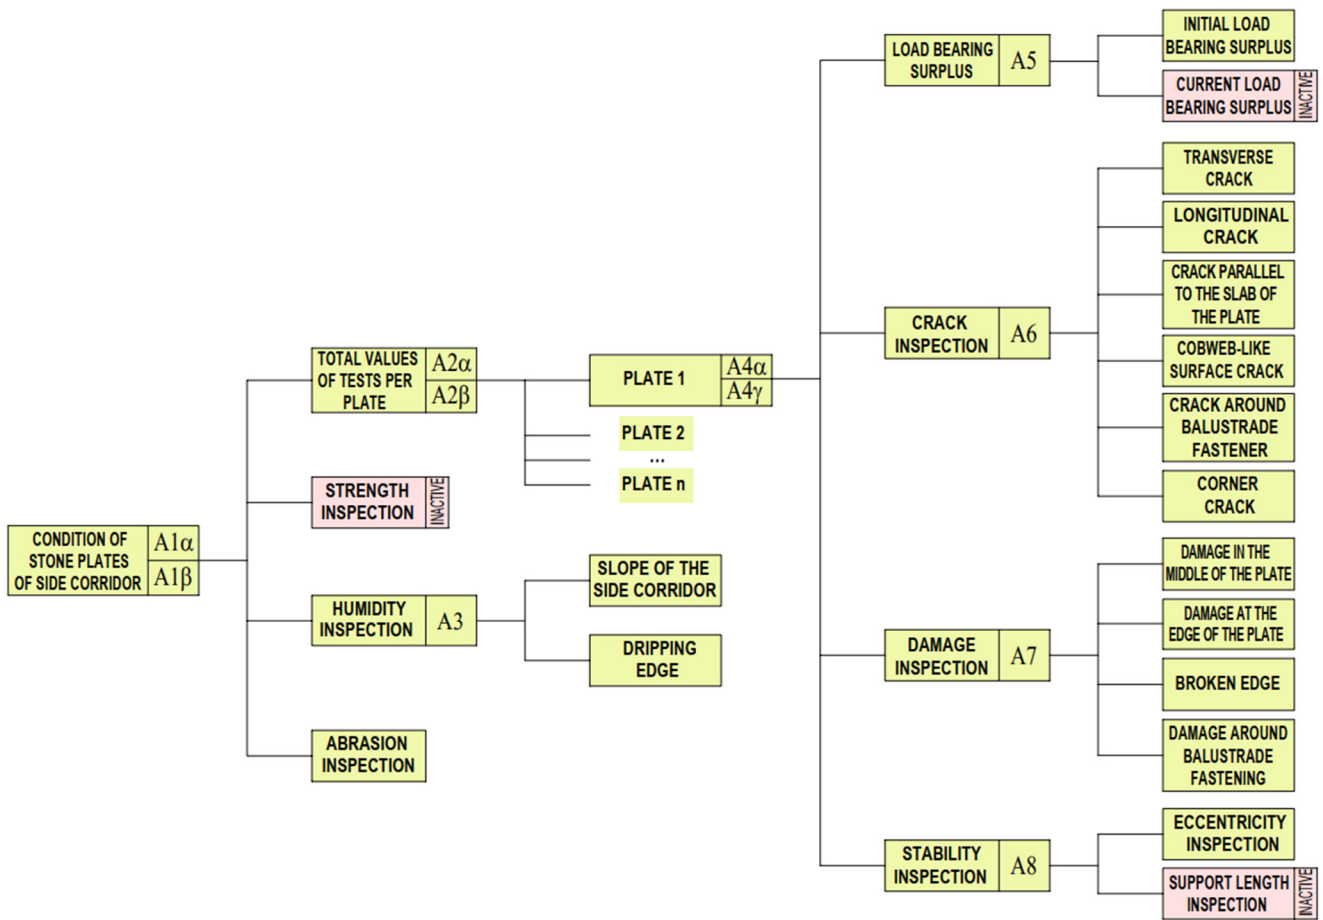 CONDITION OF
STONE PLATES
OF SIDE CORRIDOR
A1α
A1β
TOTAL VALUES
OF TESTS PER
PLATE
A2α
A2β
STRENGTH
INSPECTION
INACTIVE
HUMIDITY
INSPECTION
A3
ABRASION
INSPECTION
PLATE 1
A4α
A4γ
PLATE 2
...
PLATE n
SLOPE OF THE
SIDE CORRIDOR
DRIPPING
EDGE
LOAD BEARING
SURPLUS
A5
INITIAL LOAD
BEARING SURPLUS
CURRENT LOAD
BEARING SURPLUS
INACTIVE
CRACK
INSPECTION
A6
TRANSVERSE
CRACK
LONGITUDINAL
CRACK
CRACK PARALLEL
TO THE SLAB OF
THE PLATE
COBWEB-LIKE
SURFACE CRACK
CRACK AROUND
BALUSTRADE
FASTENER
CORNER
CRACK
DAMAGE
INSPECTION
A7
DAMAGE IN THE
MIDDLE OF THE PLATE
DAMAGE AT THE
EDGE OF THE PLATE
BROKEN EDGE
DAMAGE AROUND
BALUSTRADE
FASTENING
STABILITY
INSPECTION
A8
ECCENTRICITY
INSPECTION
SUPPORT LENGTH
INSPECTION
INACTIVE